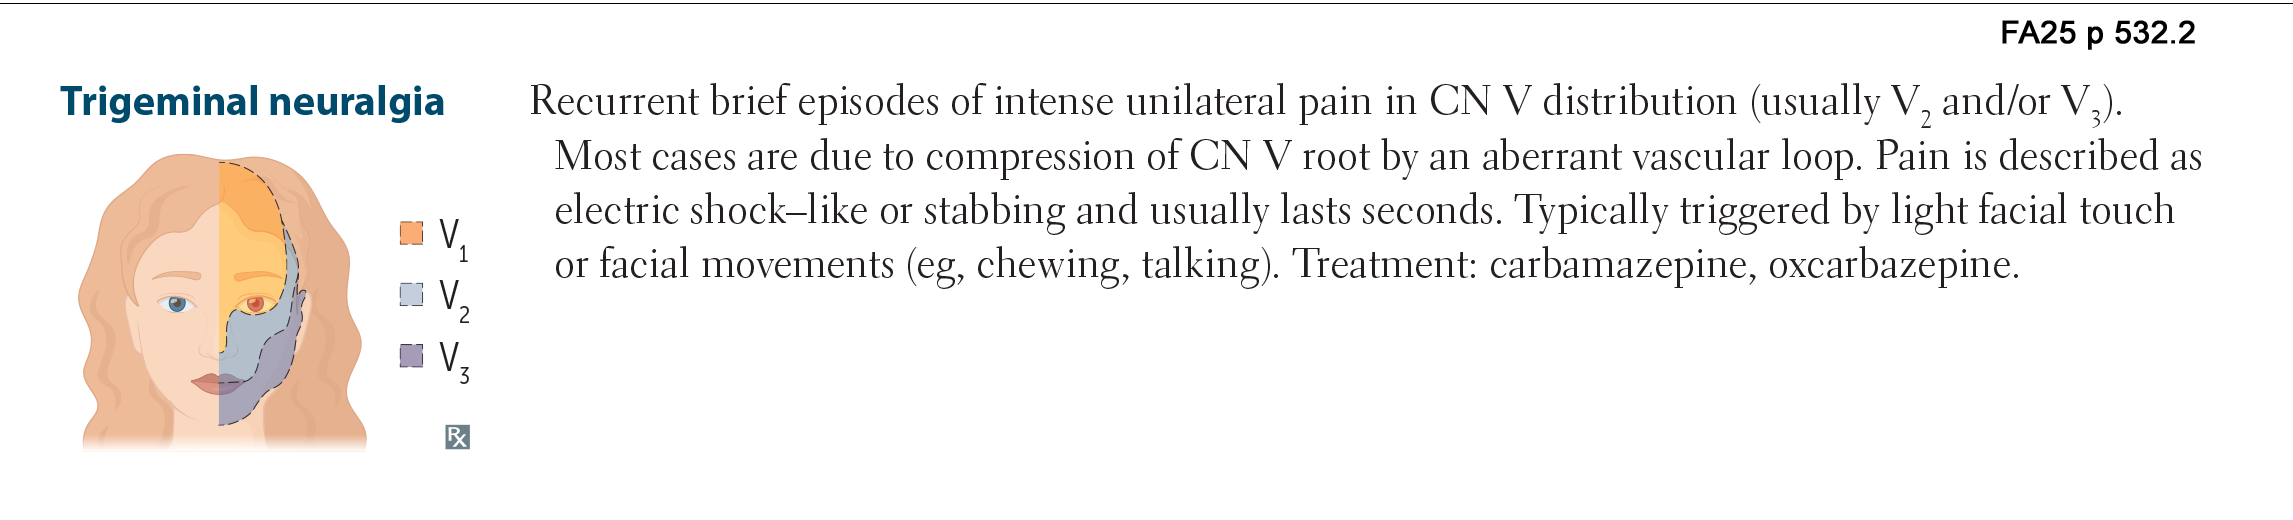 FA25 p 532.2
Trigeminal neuralgia
Recurrent brief episodes of intense unilateral pain in CN V distribution (usually V₂ and/or V₃).
Most cases are due to compression of CN V root by an aberrant vascular loop. Pain is described as
electric shock–like or stabbing and usually lasts seconds. Typically triggered by light facial touch
or facial movements (eg, chewing, talking). Treatment: carbamazepine, oxcarbazepine.
V₁
V₂
V₃
Rx